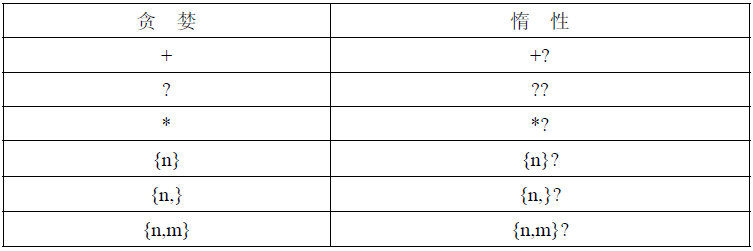 贪 婪 惰 性
+ +?
? ??
* *?
{n} {n}?
{n,} {n,}?
{n,m} {n,m}?